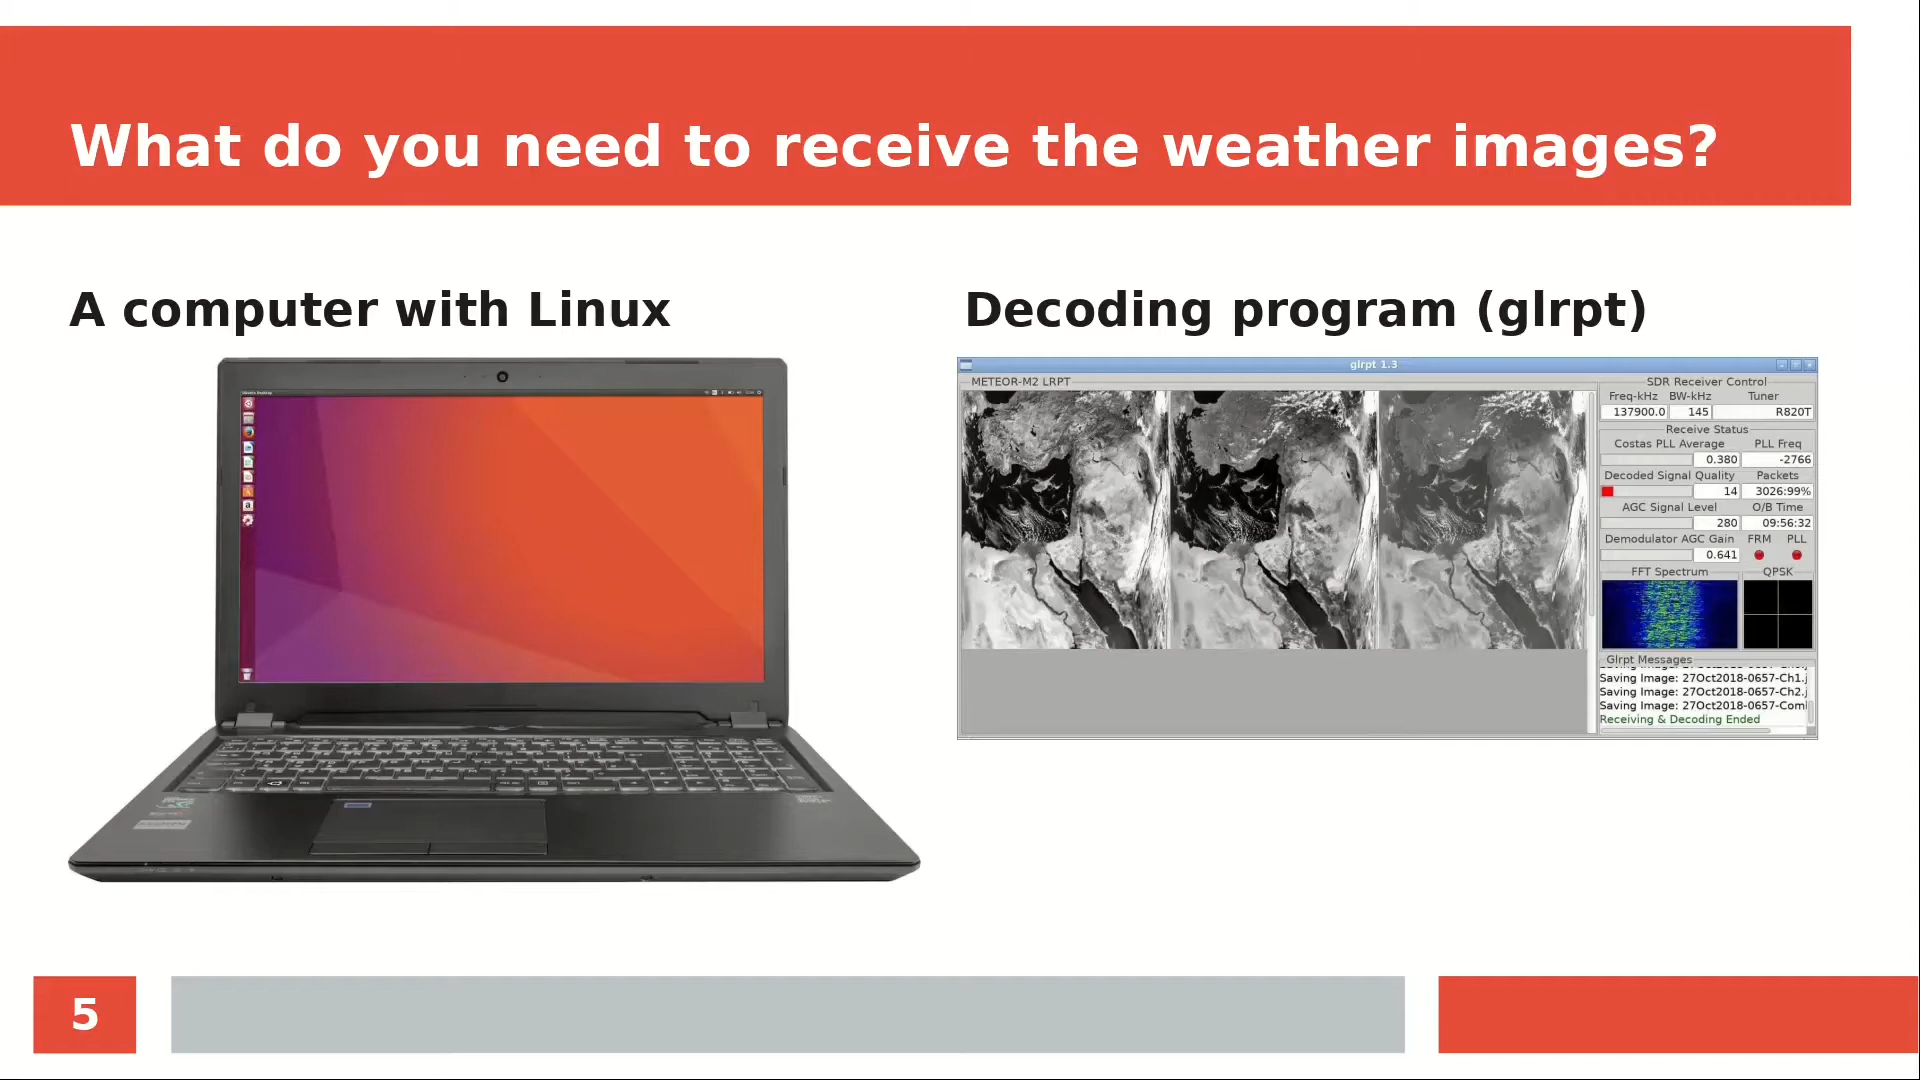 What do you need to receive the weather images?
A computer with Linux
Decoding program (glrpt)
glrpt 1.3
METEOR-M2 LRPT
SDR Receiver Control
Freq-kHz BW-kHz Tuner
137900.0 145 R820T
Receive Status
Costas PLL Average PLL Freq
0.380 -2766
Decoded Signal Quality Packets
14 3026:99%
AGC Signal Level O/B Time
280 09:56:32
Demodulator AGC Gain FRM PLL
0.641
FFT Spectrum QPSK
Glrpt Messages
Saving Image: 27Oct2018-0657-Ch1.j
Saving Image: 27Oct2018-0657-Ch2.j
Saving Image: 27Oct2018-0657-Com
Receiving & Decoding Ended
5